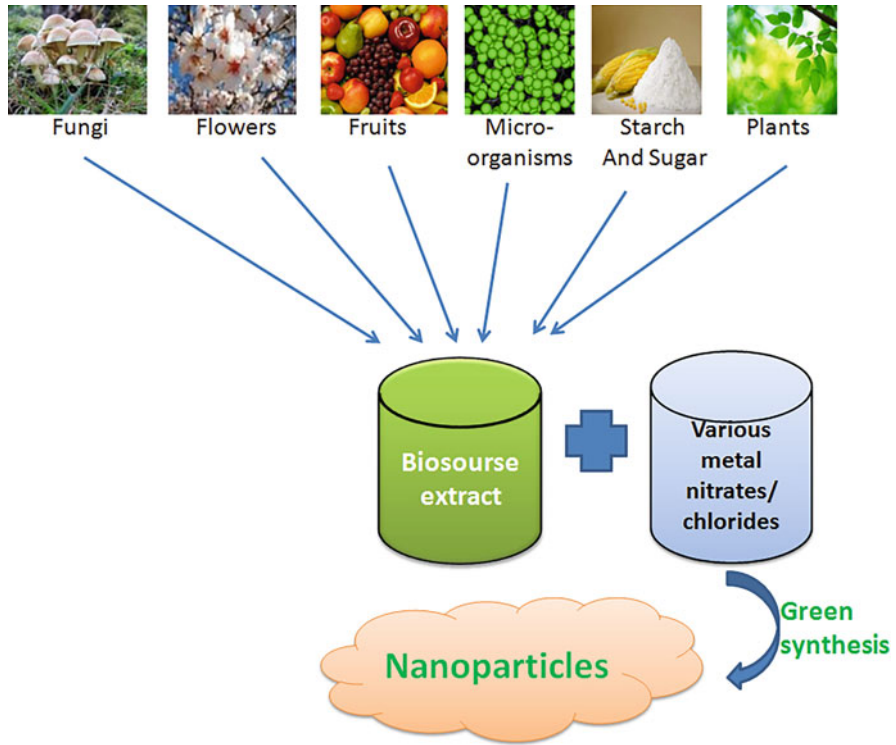 Fungi
Flowers
Fruits
Micro-
organisms
Starch
And Sugar
Plants
Biosourse
extract
Various
metal
nitrates/
chlorides
Green
synthesis
Nanoparticles